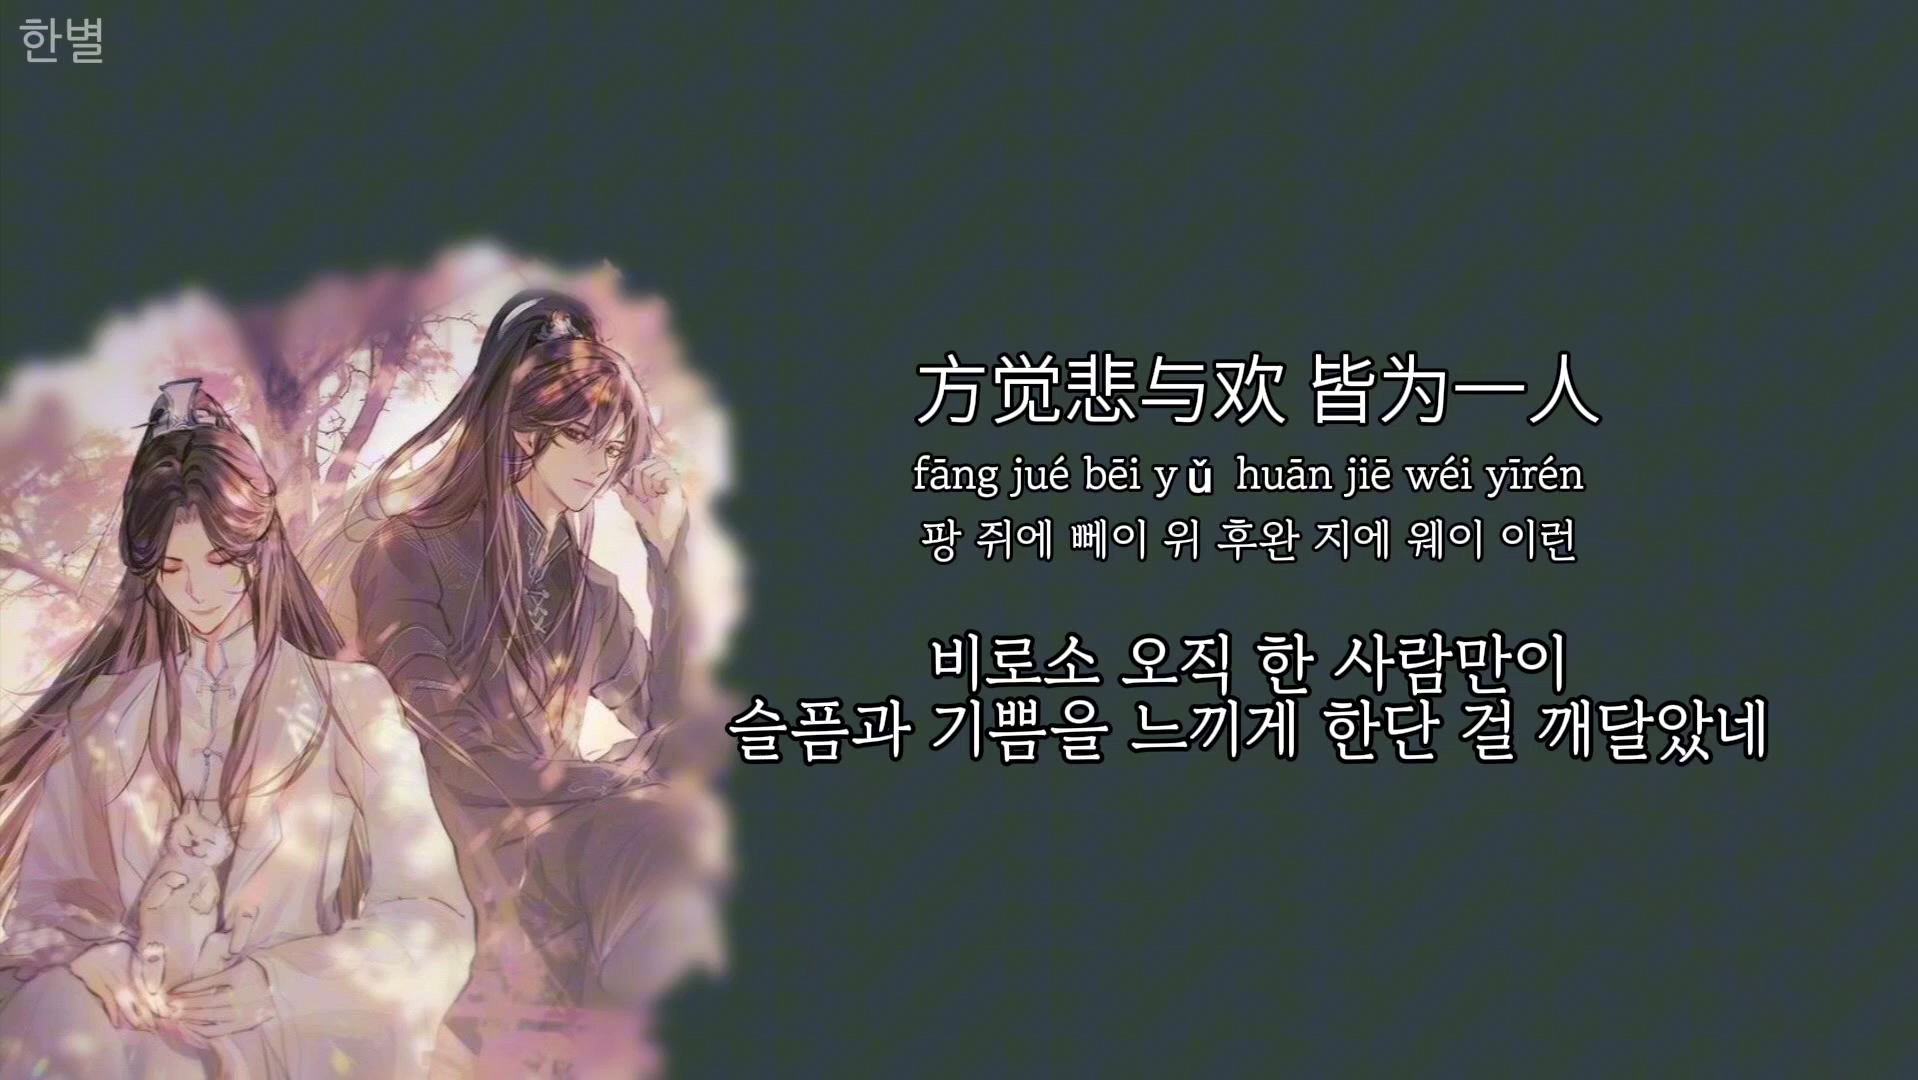 한별
方觉悲与欢 皆为一人
fāng jué bēi yǔ huān jiē wéi yīrén
팡 쥐에 뻬이 위 후완 지에 웨이 이런
비로소 오직 한 사람만이
슬픔과 기쁨을 느끼게 한단 걸 깨달았네